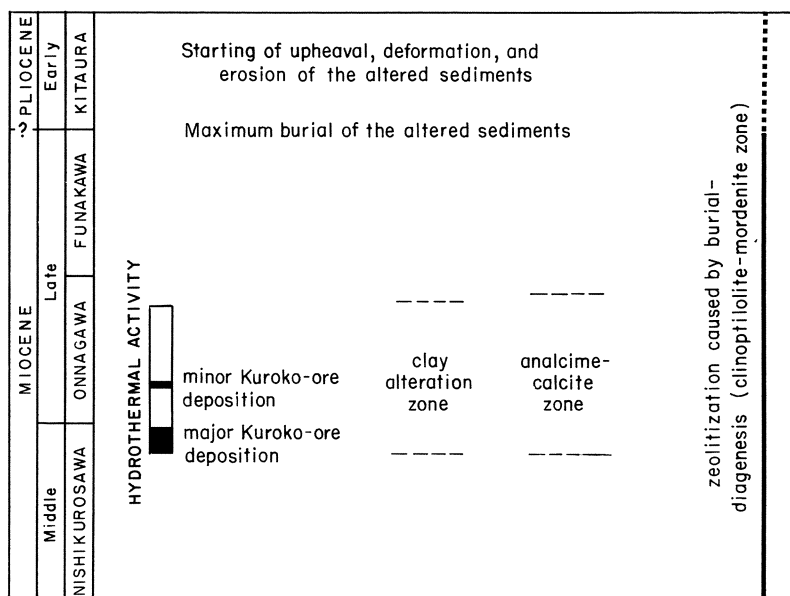 PLIOCENE
Early
KITAURA
Starting of upheaval, deformation, and
erosion of the altered sediments
?
Maximum burial of the altered sediments
MIOCENE
Late
FUNAKAWA
ONNAGAWA
Middle
NISHIKUROSAWA
HYDROTHERMAL ACTIVITY
minor Kuroko-ore
deposition
major Kuroko-ore
deposition
clay
alteration
zone
analcime-
calcite
zone
zeolitization caused by burial-
diagenesis (clinoptilolite-mordenite zone)